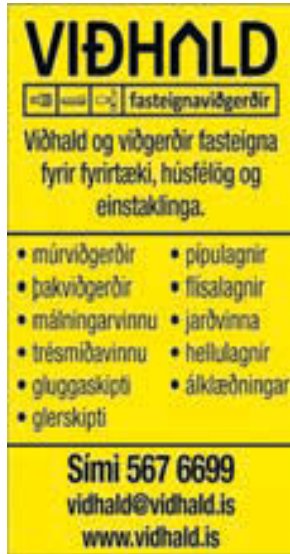 VIÐHALD
fasteignaviðgerðir
Viðhald og viðgerðir fasteigna
fyrir fyrirtæki, húsfélög og
einstaklinga.
• múrviðgerðir
• þakviðgerðir
• málningarvinnu
• trésmíðavinnu
• gluggaskipti
• glerskipti
• pípulagnir
• flísalagnir
• jarðvinna
• hellulagnir
• álklæðningar
Sími 567 6699
vidhald@vidhald.is
www.vidhald.is